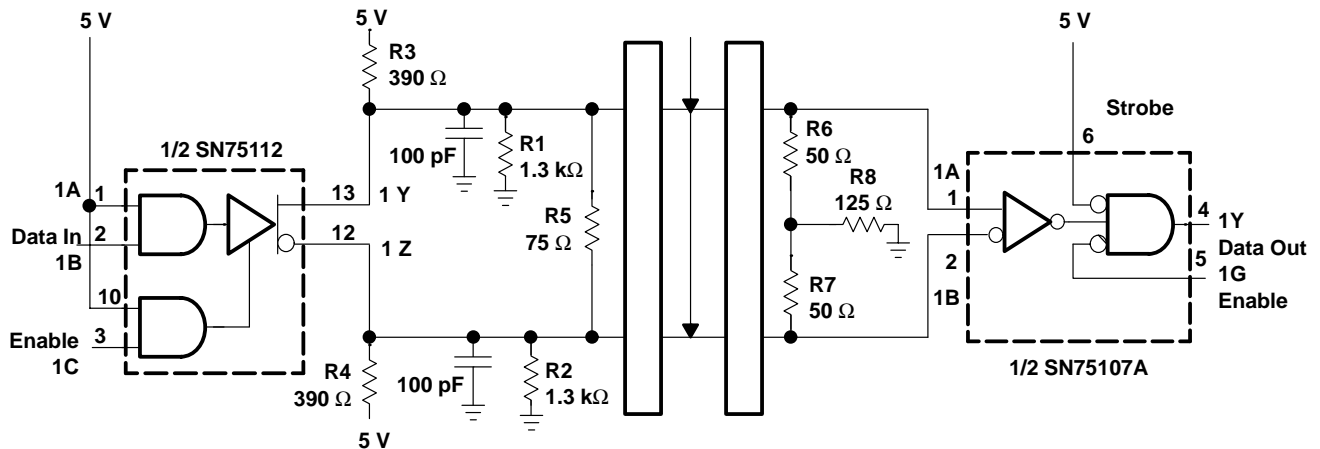 5 V
5 V
5 V
R3
390 Ω
Strobe
6
1/2 SN75112
100 pF
R1
1.3 kΩ
R6
50 Ω
1A
1
13
1 Y
R8
125 Ω
1A
1
4
1Y
Data In
2
1B
12
1 Z
R5
75 Ω
Data Out
5
1G
Enable
2
1B
10
R7
50 Ω
Enable
3
1C
1/2 SN75107A
R4
390 Ω
100 pF
R2
1.3 kΩ
5 V